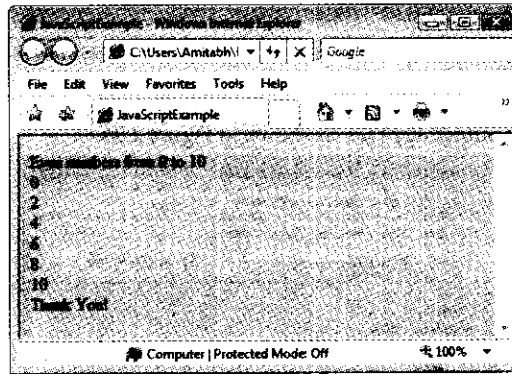 JavaScriptExample - Windows Internet Explorer
C:\Users\Amitabh\ Google
File Edit View Favorites Tools Help
JavaScriptExample
Even numbers from 0 to 10
0
2
4
6
8
10
Thank You!
Computer | Protected Mode: Off 100%